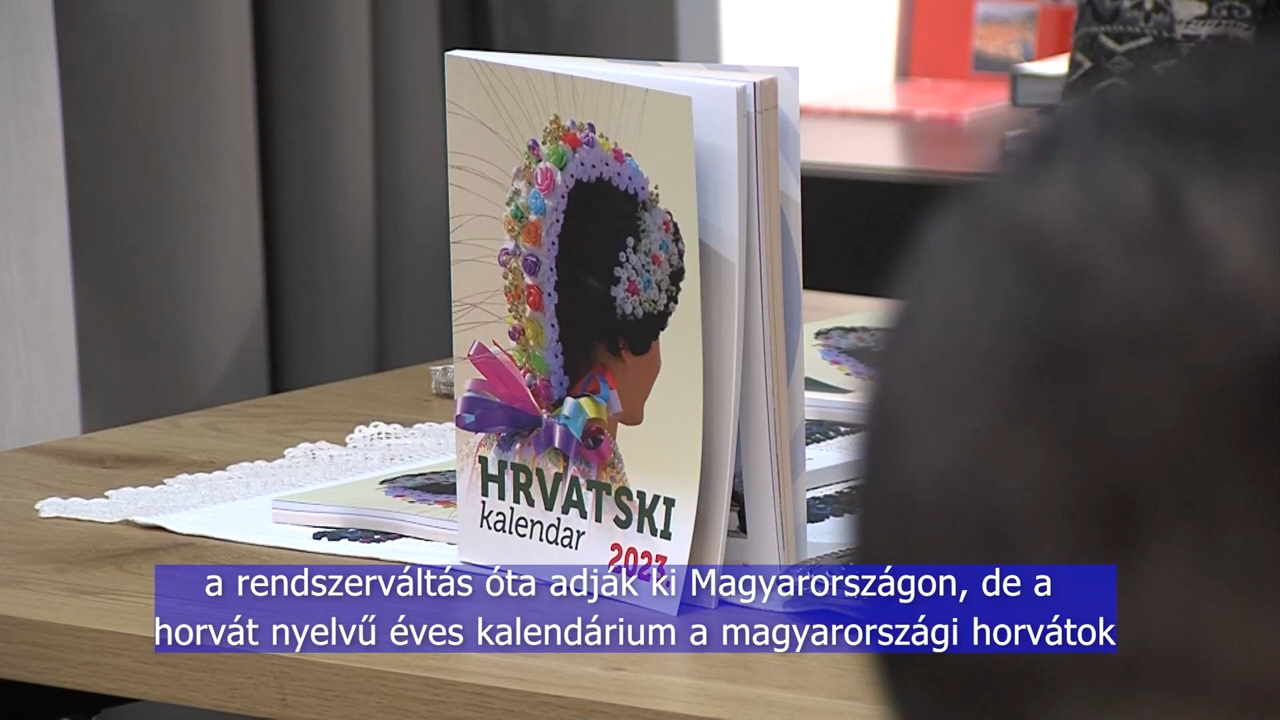 HRVATSKI
kalendar
2023
a rendszerváltás óta adják ki Magyarországon, de a
horvát nyelvű éves kalendárium a magyarországi horvátok